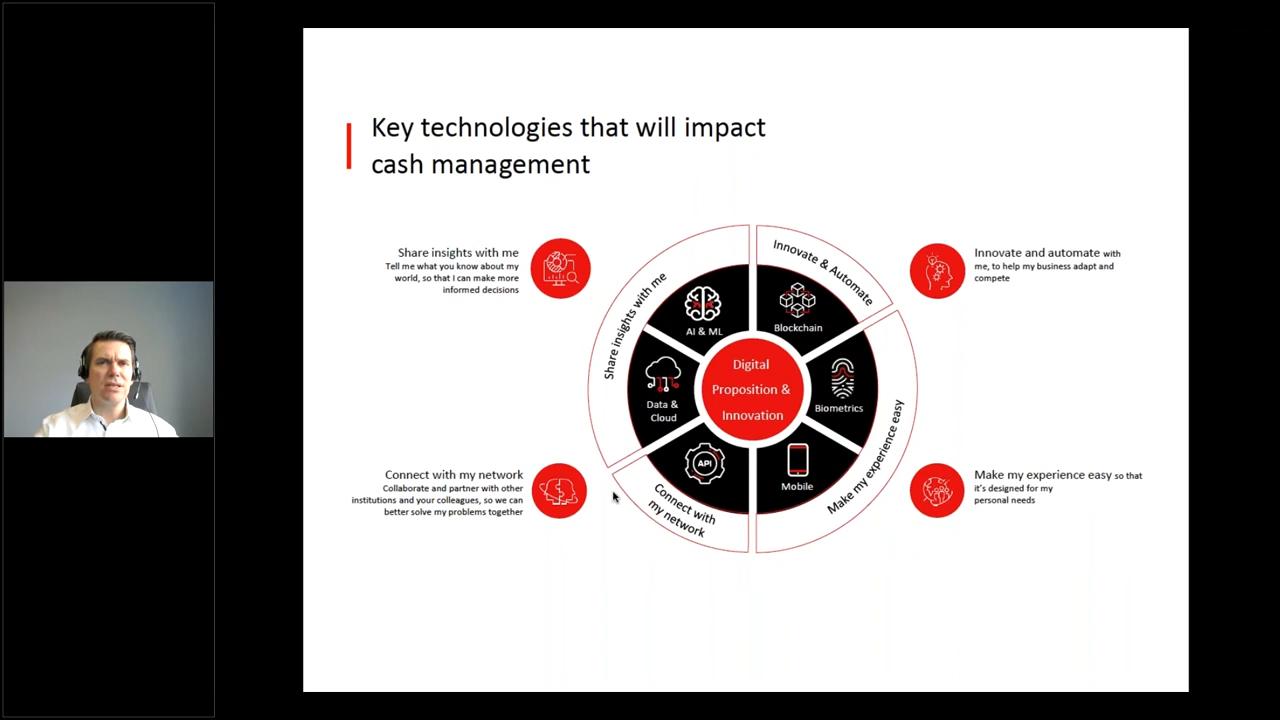 Key technologies that will impact
cash management
Share insights with me
Tell me what you know about my
world, so that I can make more
informed decisions
Innovate and automate with
me, to help my business adapt and
compete
Connect with my network
Collaborate and partner with other
institutions and your colleagues, so we can
better solve my problems together
Make my experience easy so that
it's designed for my
personal needs
Share insights with me
Innovate & Automate
Make my experience easy
Connect with
my network
AI & ML
Blockchain
Data &
Cloud
Biometrics
API
Mobile
Digital
Proposition &
Innovation